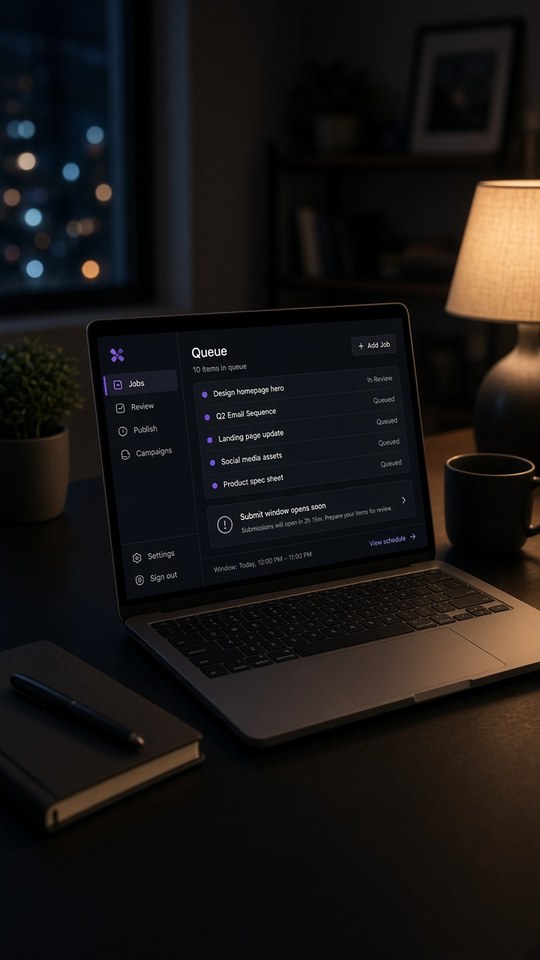 Queue
10 items in queue
+ Add Job
Jobs
Review
Publish
Campaigns
Settings
Sign out
Design homepage hero
In Review
Q2 Email Sequence
Queued
Landing page update
Queued
Social media assets
Queued
Product spec sheet
Queued
Submit window opens soon
Submissions will open in 2h 15m. Prepare your items for review.
View schedule
Window: Today, 10:00 PM – 11:00 PM